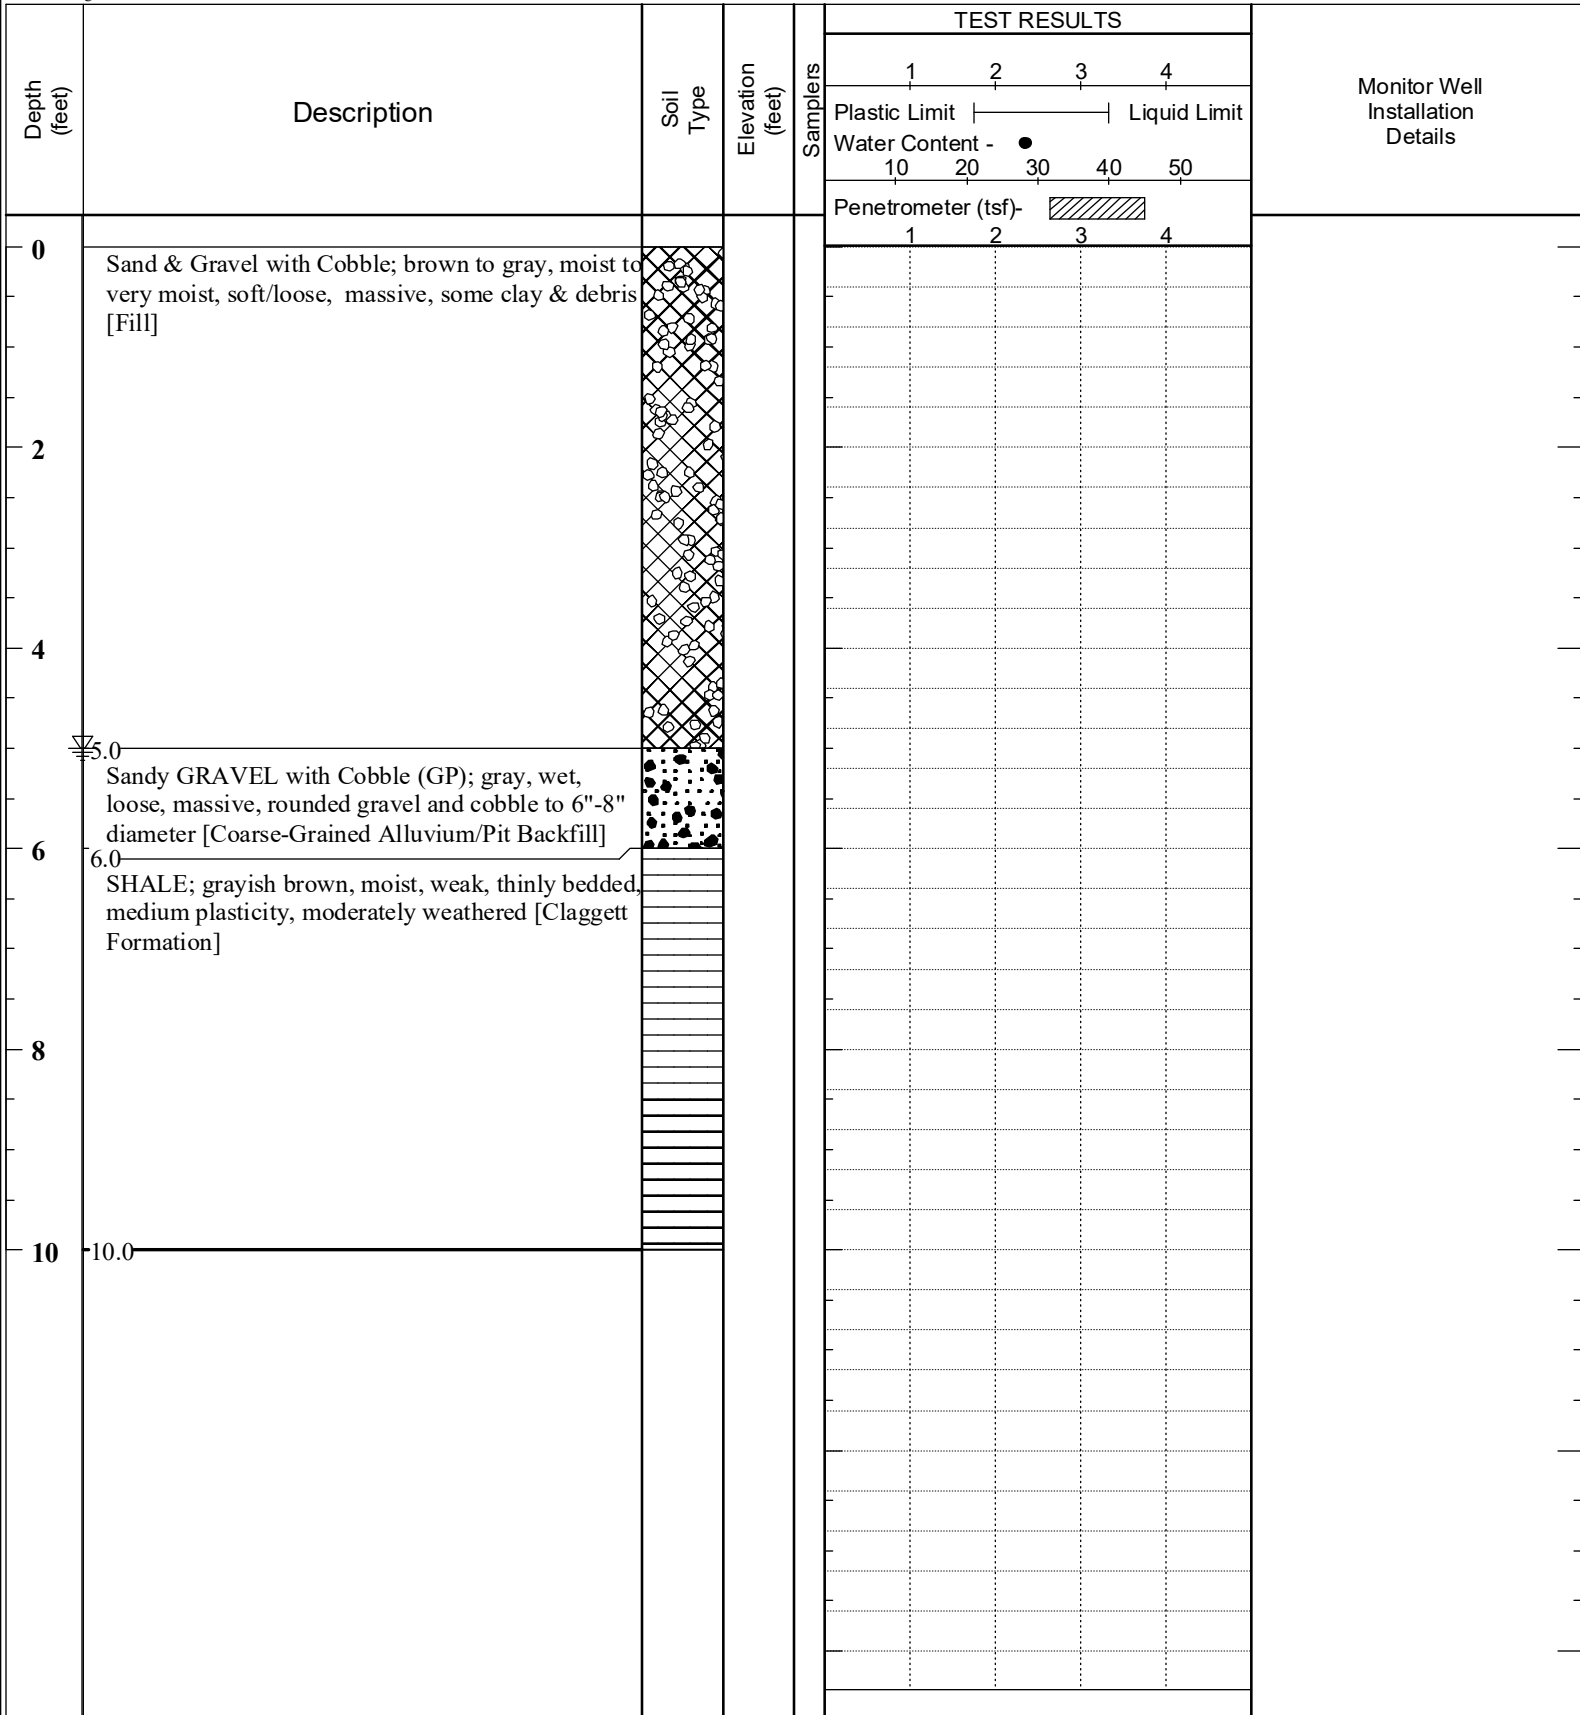 TEST RESULTS
Depth
(feet)
Description
Soil
Type
Elevation
(feet)
Samplers
1 2 3 4
Plastic Limit Liquid Limit
Water Content -
10 20 30 40 50
Penetrometer (tsf)-
1 2 3 4
Monitor Well
Installation
Details
0
Sand & Gravel with Cobble; brown to gray, moist to
very moist, soft/loose, massive, some clay & debris
[Fill]
2
4
5.0
Sandy GRAVEL with Cobble (GP); gray, wet,
loose, massive, rounded gravel and cobble to 6"-8"
diameter [Coarse-Grained Alluvium/Pit Backfill]
6
6.0
SHALE; grayish brown, moist, weak, thinly bedded,
medium plasticity, moderately weathered [Claggett
Formation]
8
10
10.0